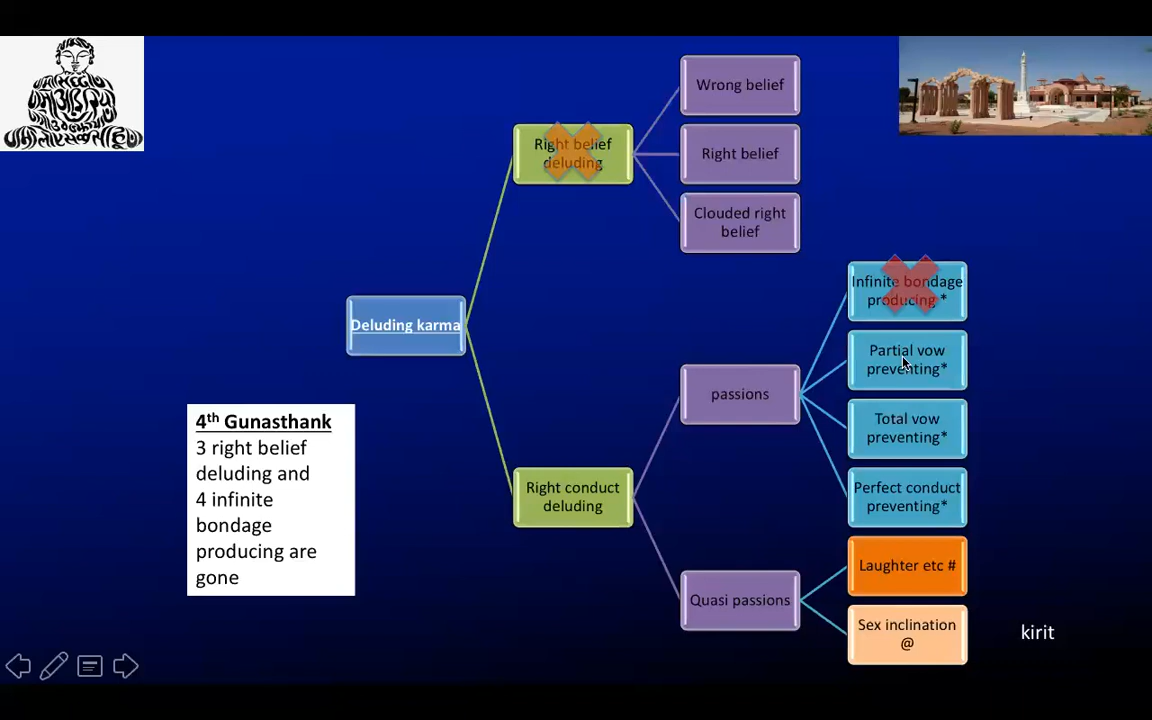 Wrong belief
Right belief
deluding
Right belief
Clouded right
belief
Infinite bondage
producing *
Deluding karma
Partial vow
preventing*
passions
4th Gunasthank
3 right belief
deluding and
4 infinite
bondage
producing are
gone
Total vow
preventing*
Right conduct
deluding
Perfect conduct
preventing*
Laughter etc #
Quasi passions
Sex inclination
@
kirit